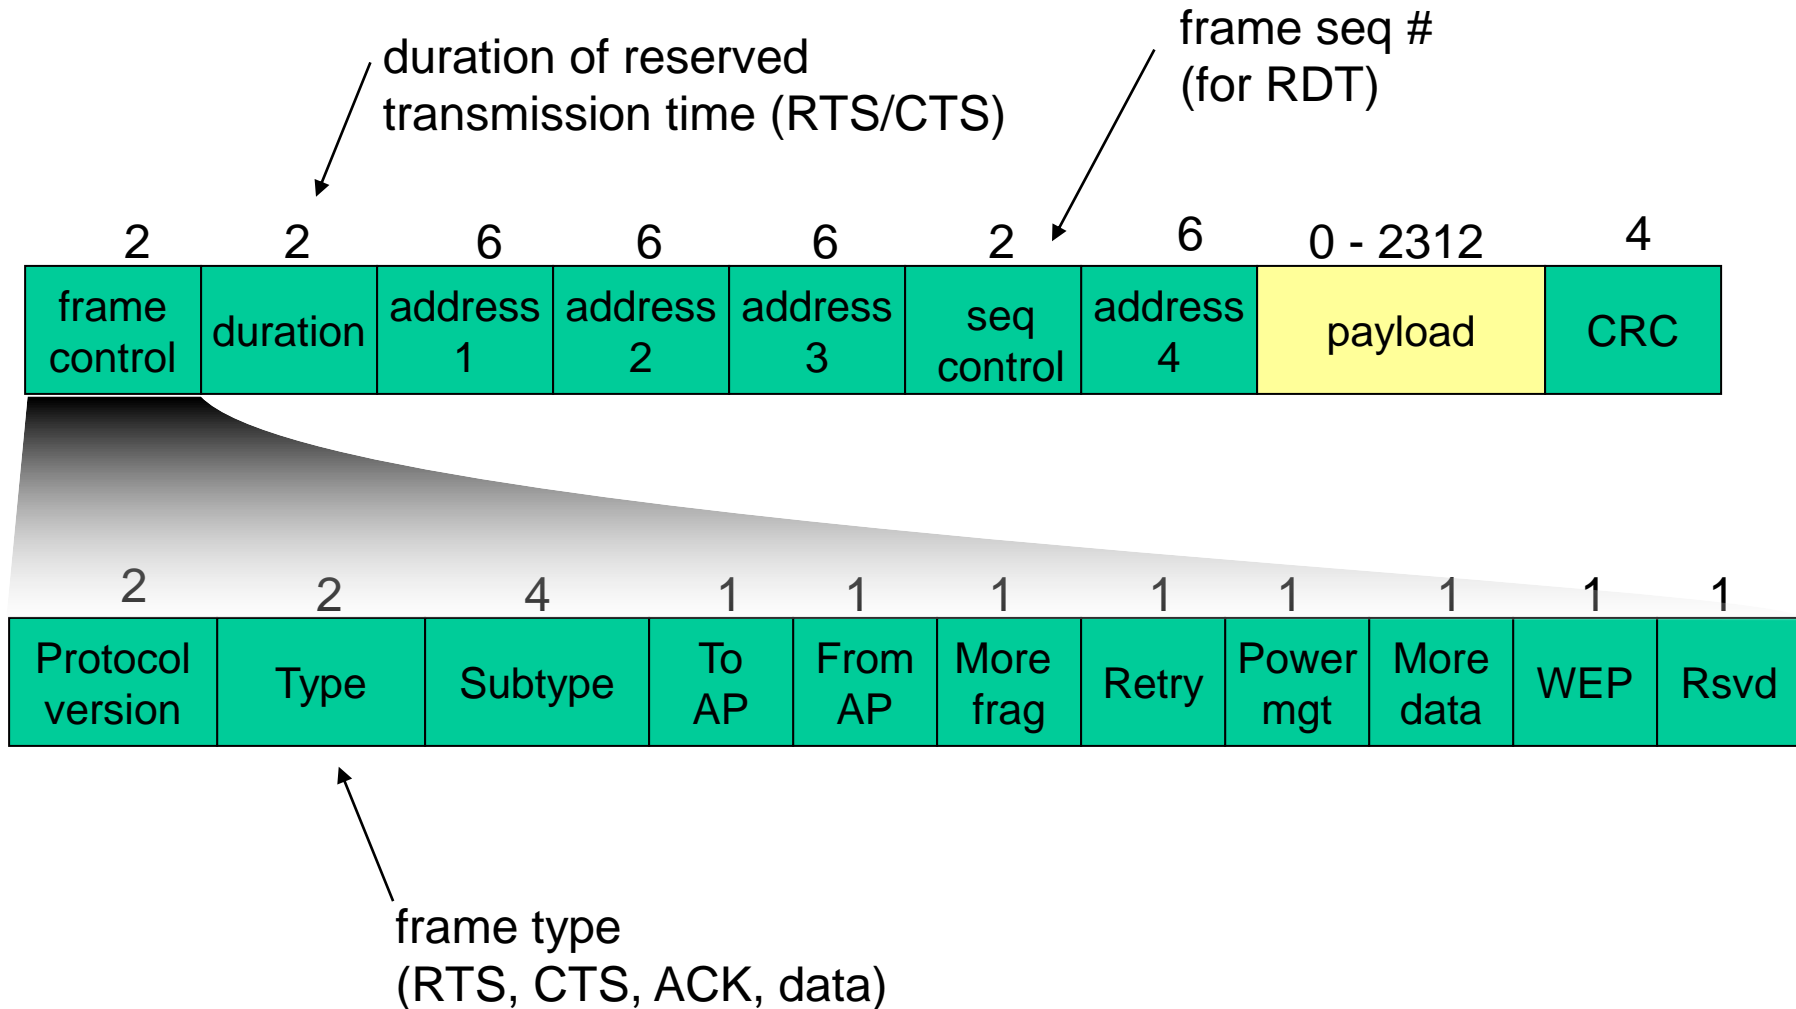 duration of reserved
transmission time (RTS/CTS)
frame seq #
(for RDT)
2 2 6 6 6 2 6 0 - 2312 4
frame
control
duration
address
1
address
2
address
3
seq
control
address
4
payload
CRC
2 2 4 1 1 1 1 1 1 1 1
Protocol
version
Type
Subtype
To
AP
From
AP
More
frag
Retry
Power
mgt
More
data
WEP
Rsvd
frame type
(RTS, CTS, ACK, data)